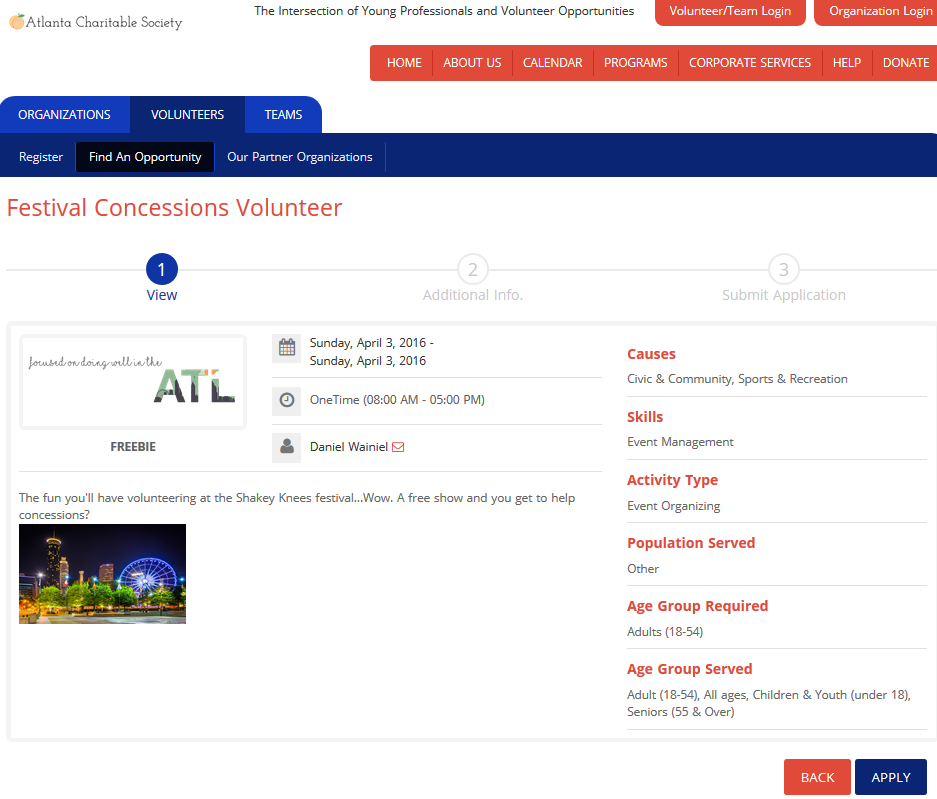 Atlanta Charitable Society
The Intersection of Young Professionals and Volunteer Opportunities
Volunteer/Team Login
Organization Login
HOME
ABOUT US
CALENDAR
PROGRAMS
CORPORATE SERVICES
HELP
DONATE
ORGANIZATIONS
VOLUNTEERS
TEAMS
Register
Find An Opportunity
Our Partner Organizations
Festival Concessions Volunteer
1
View
2
Additional Info.
3
Submit Application
focused on doing well in the
ATL
FREEBIE
Sunday, April 3, 2016 -
Sunday, April 3, 2016
OneTime (08:00 AM - 05:00 PM)
Daniel Wainiel
The fun you'll have volunteering at the Shakey Knees festival...Wow. A free show and you get to help
concessions?
Causes
Civic & Community, Sports & Recreation
Skills
Event Management
Activity Type
Event Organizing
Population Served
Other
Age Group Required
Adults (18-54)
Age Group Served
Adult (18-54), All ages, Children & Youth (under 18),
Seniors (55 & Over)
BACK
APPLY